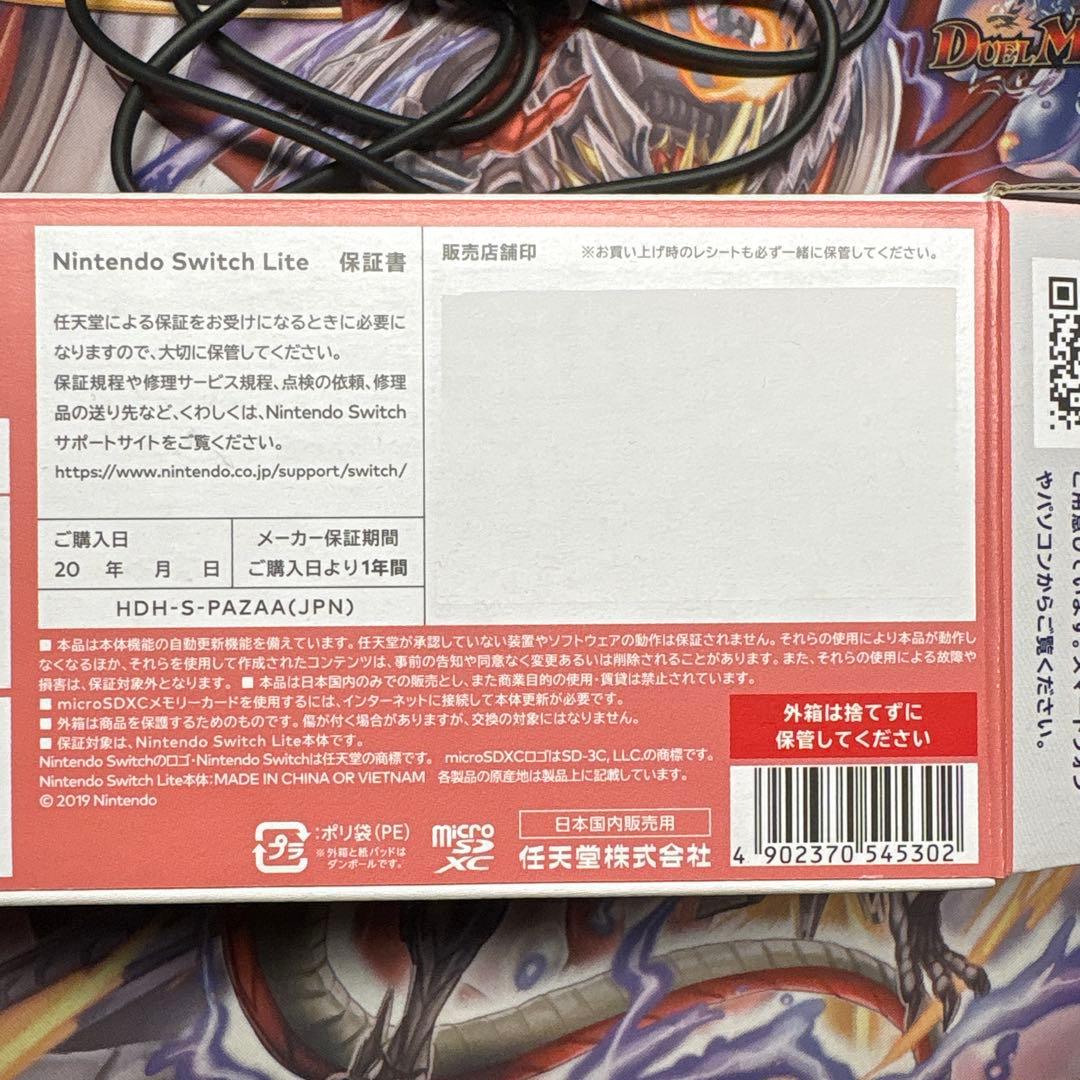 DUEL M
Nintendo Switch Lite 保証書
任天堂による保証をお受けになるときに必要に
なりますので、大切に保管してください。
保証規程や修理サービス規程、点検の依頼、修理
品の送り先など、くわしくは、Nintendo Switch
サポートサイトをご覧ください。
https://www.nintendo.co.jp/support/switch/
ご購入日
20 年 月 日
メーカー保証期間
ご購入日より1年間
HDH-S-PAZAA(JPN)
販売店舗印 ※お買い上げ時のレシートも必ず一緒に保管してください。
■ 本品は本体機能の自動更新機能を備えています。任天堂が承認していない装置やソフトウェアの動作は保証されません。それらの使用により本品が動作し
なくなるほか、それらを使用して作成されたコンテンツは、事前の告知や同意なく変更あるいは削除されることがあります。また、それらの使用による故障や
損害は、保証対象外となります。 ■ 本品は日本国内のみでの販売とし、また商業目的の使用・賃貸は禁止されています。
■ microSDXCメモリーカードを使用するには、インターネットに接続して本体更新が必要です。
■ 外箱は商品を保護するためのものです。傷が付く場合がありますが、交換の対象にはなりません。
■ 保証対象は、Nintendo Switch Lite本体です。
Nintendo Switchのロゴ・Nintendo Switchは任天堂の商標です。 microSDXCロゴはSD-3C, LLC.の商標です。
Nintendo Switch Lite本体：MADE IN CHINA OR VIETNAM 各製品の原産地は製品上に記載しています。
© 2019 Nintendo
外箱は捨てずに
保管してください
プラ
:ポリ袋(PE)
※外箱と紙パッドは
ダンボールです。
micro
SD
XC
日本国内販売用
任天堂株式会社
4 902370 545302
やパソコンからご覧ください。